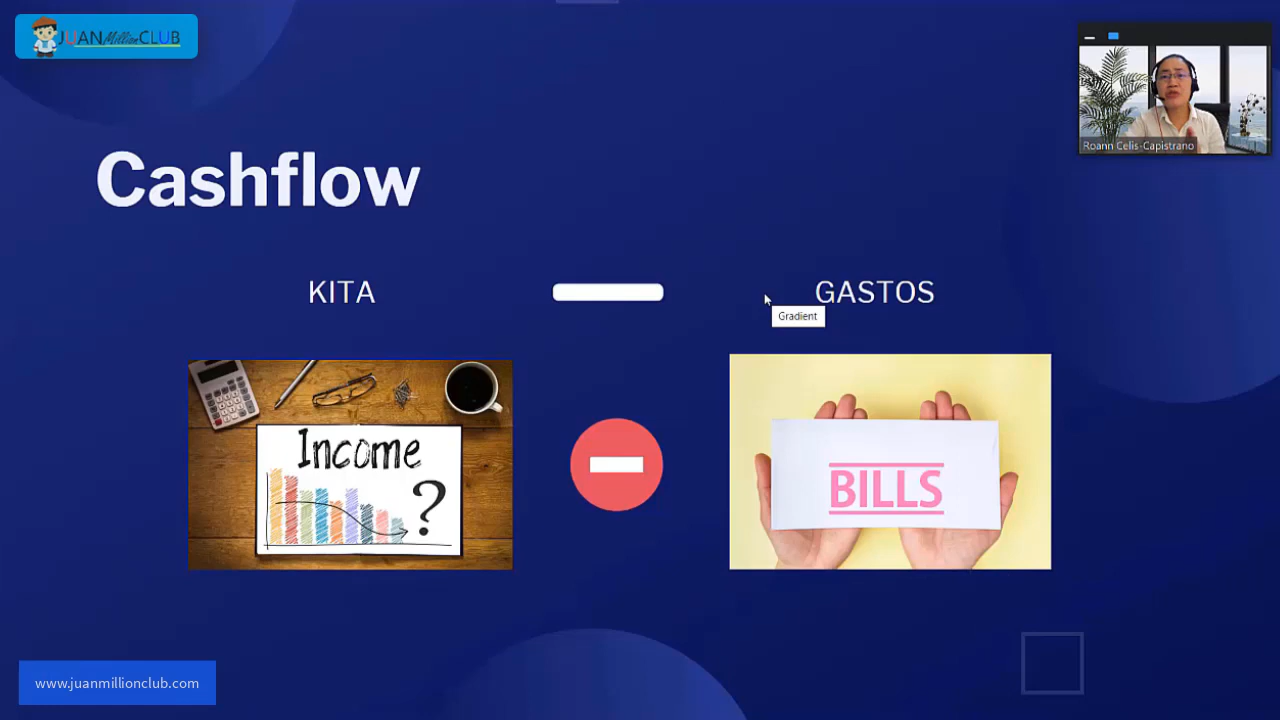 JUANMillionCLUB
Roann Celis-Capistrano
Cashflow
KITA
GASTOS
Gradient
Income
?
BILLS
www.juanmillionclub.com